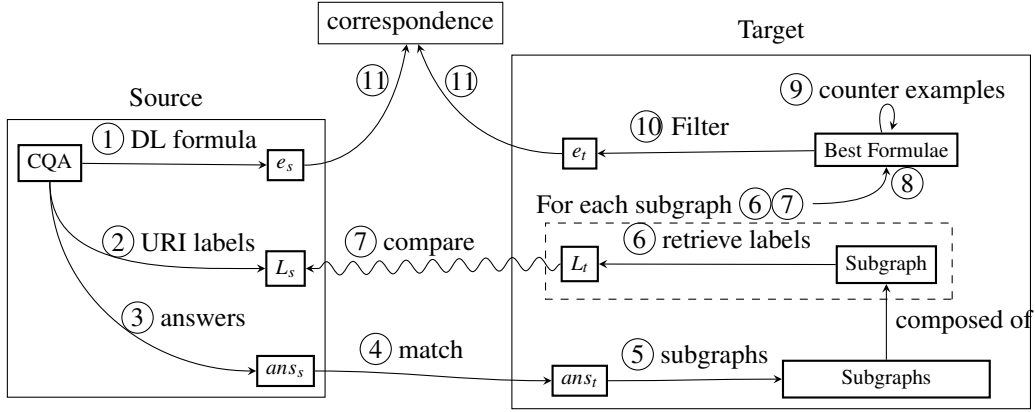 correspondence
Target
Source
⑪
⑪
⑨ counter examples
① DL formula
⑩ Filter
CQA
e_s
e_t
Best Formulae
⑧
For each subgraph ⑥⑦
② URI labels
⑦ compare
⑥ retrieve labels
L_s
L_t
Subgraph
③ answers
composed of
④ match
⑤ subgraphs
ans_s
ans_t
Subgraphs